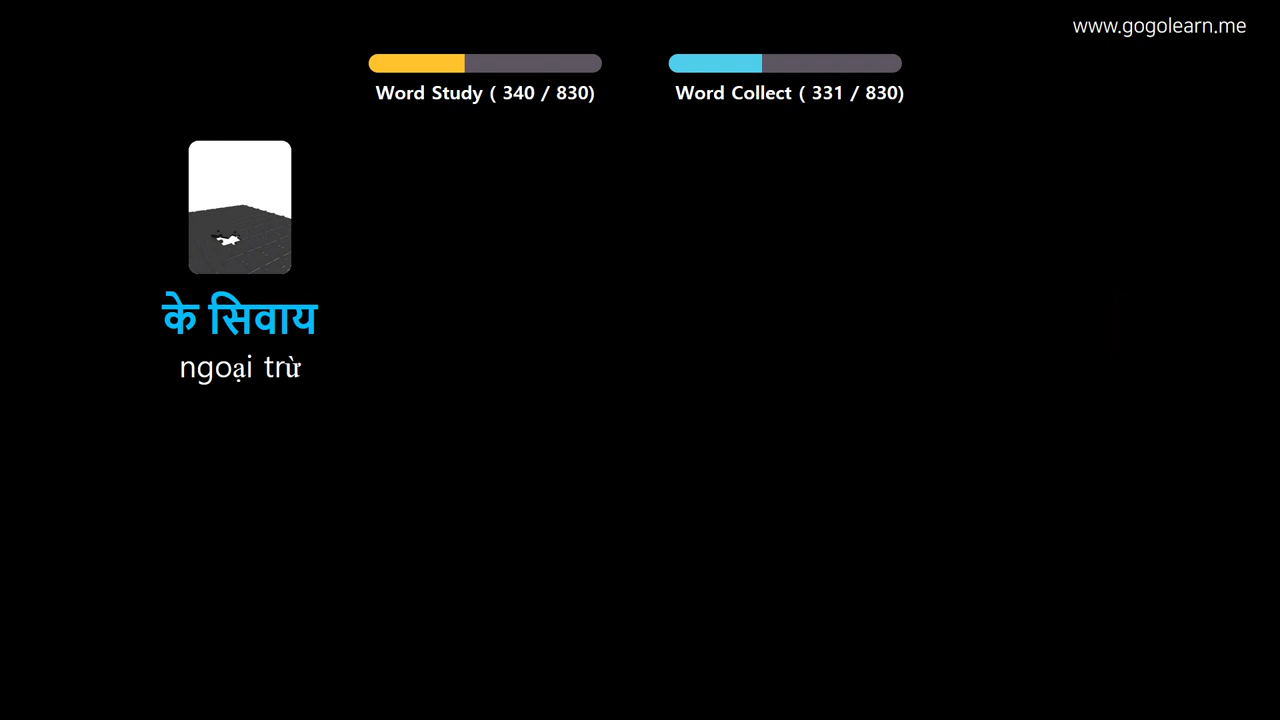 www.gogolearn.me
Word Study ( 340 / 830)
Word Collect ( 331 / 830)
के सिवाय
ngoại trừ